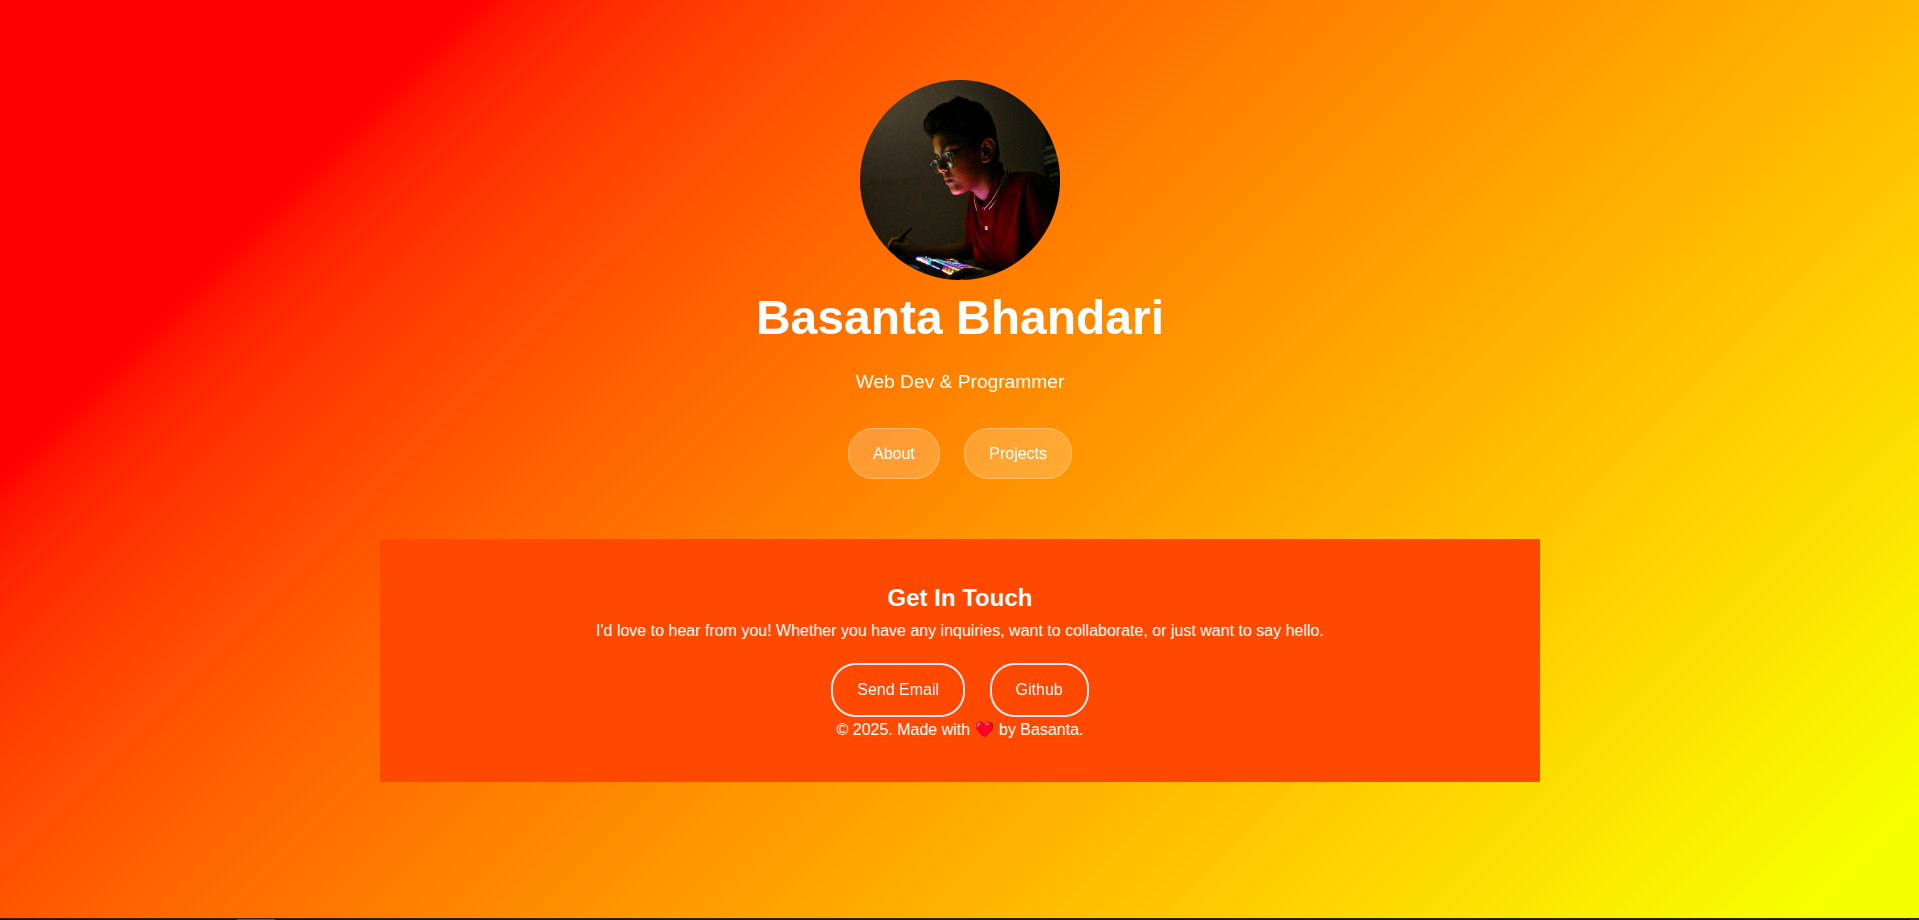 Basanta Bhandari
Web Dev & Programmer
About
Projects
Get In Touch
I'd love to hear from you! Whether you have any inquiries, want to collaborate, or just want to say hello.
Send Email
Github
© 2025. Made with ❤️ by Basanta.